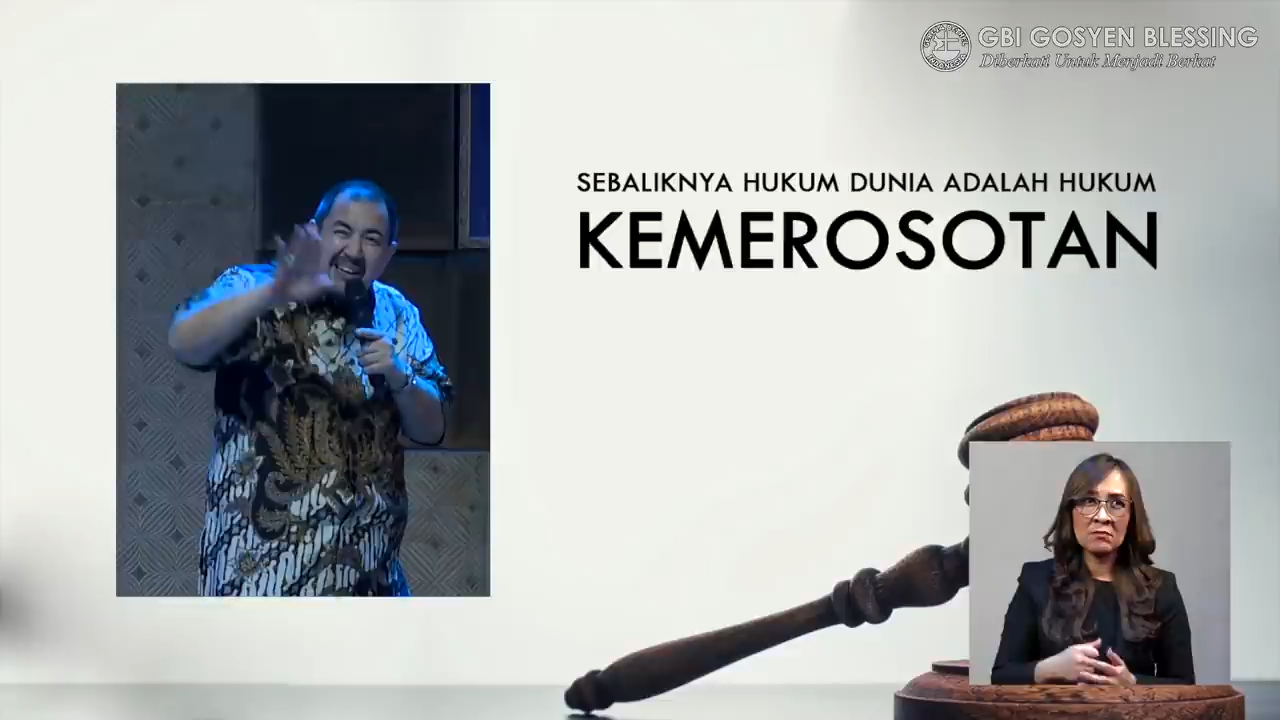 GBI GOSYEN BLESSING
Diberkati Untuk Menjadi Berkat
SEBALIKNYA HUKUM DUNIA ADALAH HUKUM
KEMEROSOTAN